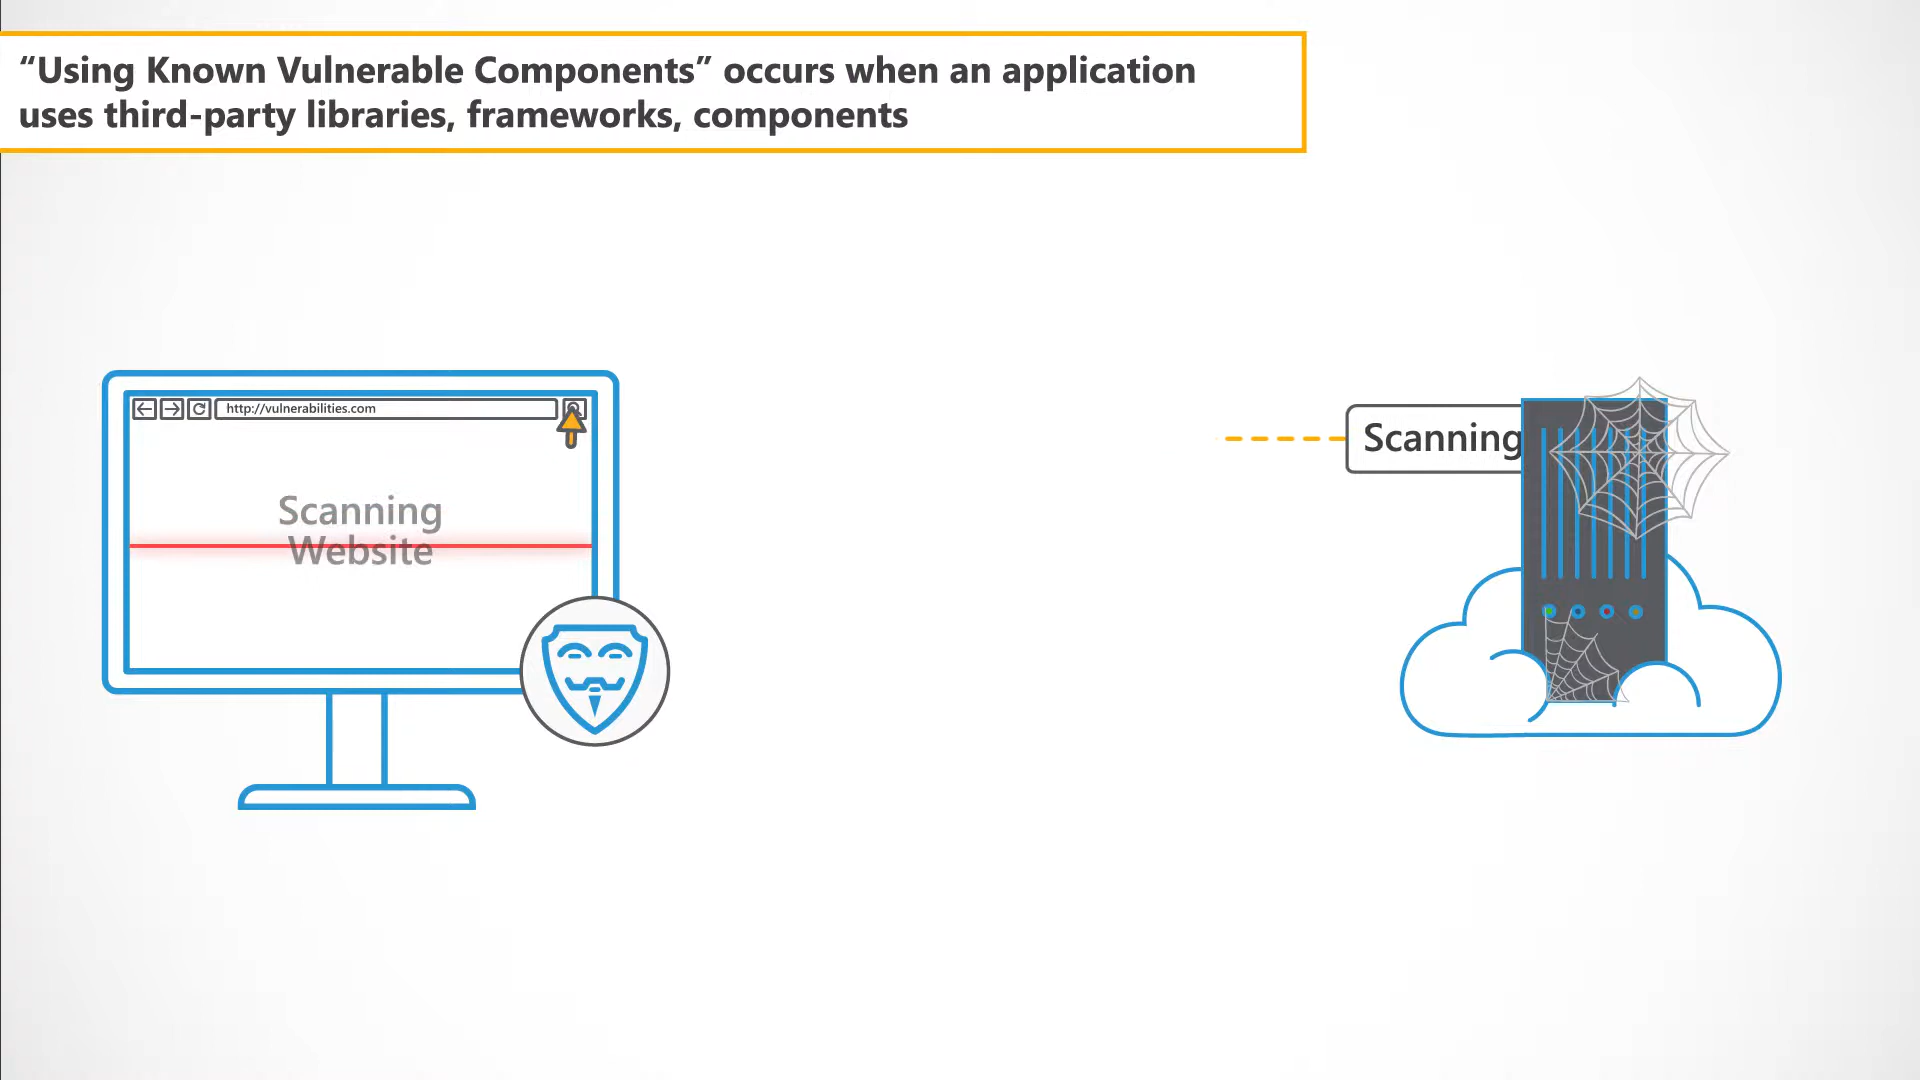 “Using Known Vulnerable Components” occurs when an application
uses third-party libraries, frameworks, components
http://vulnerabilities.com
Scanning
Website
Scanning